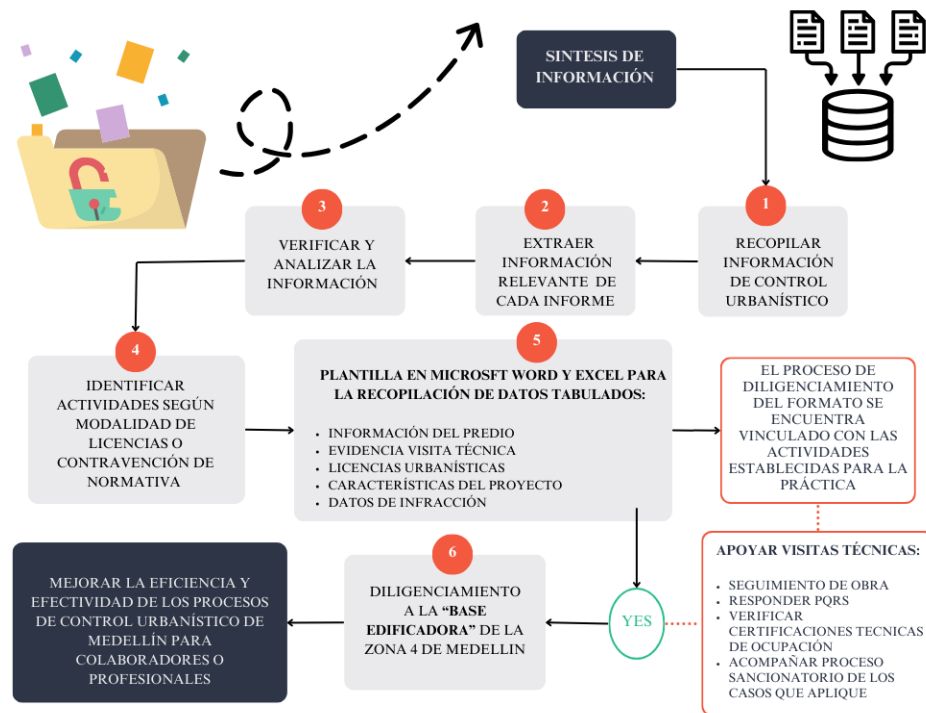 SINTESIS DE
INFORMACIÓN
1
RECOPILAR
INFORMACIÓN
DE CONTROL
URBANÍSTICO
2
EXTRAER
INFORMACIÓN
RELEVANTE DE
CADA INFORME
3
VERIFICAR Y
ANALIZAR LA
INFORMACIÓN
4
IDENTIFICAR
ACTIVIDADES SEGÚN
MODALIDAD DE
LICENCIAS O
CONTRAVENCIÓN DE
NORMATIVA
5
PLANTILLA EN MICROSFT WORD Y EXCEL PARA
LA RECOPILACIÓN DE DATOS TABULADOS:
• INFORMACIÓN DEL PREDIO
• EVIDENCIA VISITA TÉCNICA
• LICENCIAS URBANÍSTICAS
• CARACTERÍSTICAS DEL PROYECTO
• DATOS DE INFRACCIÓN
EL PROCESO DE
DILIGENCIAMIENTO
DEL FORMATO SE
ENCUENTRA
VINCULADO CON LAS
ACTIVIDADES
ESTABLECIDAS PARA LA
PRÁCTICA
APOYAR VISITAS TÉCNICAS:
• SEGUIMIENTO DE OBRA
• RESPONDER PQRS
• VERIFICAR
CERTIFICACIONES TECNICAS
DE OCUPACIÓN
• ACOMPAÑAR PROCESO
SANCIONATORIO DE LOS
CASOS QUE APLIQUE
YES
6
DILIGENCIAMIENTO
A LA “BASE
EDIFICADORA” DE LA
ZONA 4 DE MEDELLIN
MEJORAR LA EFICIENCIA Y
EFECTIVIDAD DE LOS PROCESOS
DE CONTROL URBANÍSTICO DE
MEDELLÍN PARA
COLABORADORES O
PROFESIONALES